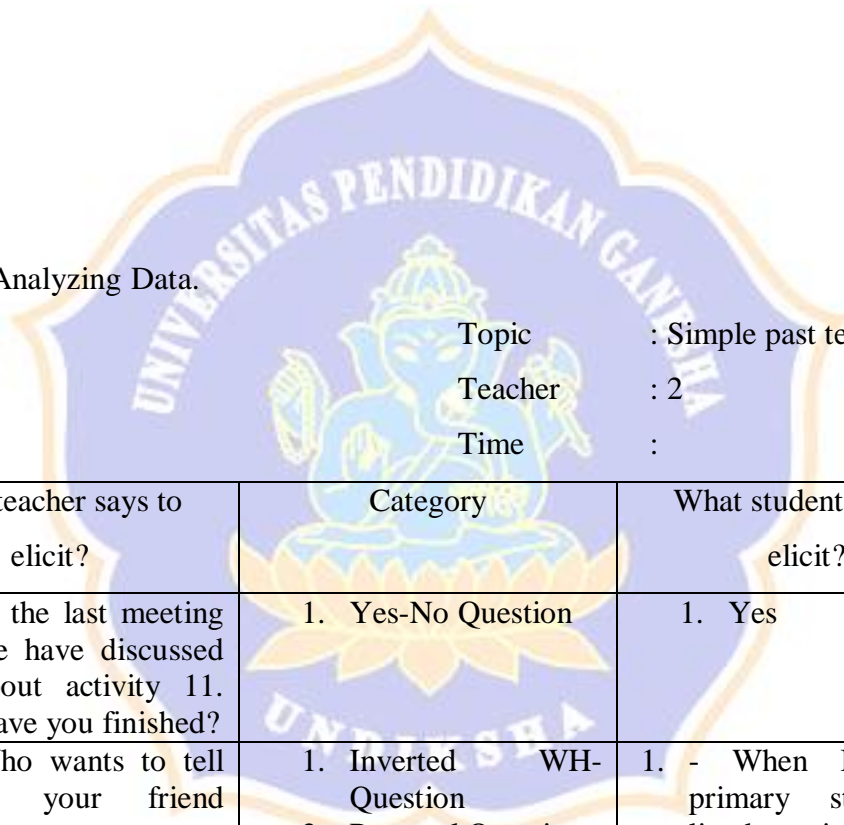 UNIVERSITAS PENDIDIKAN GANESHA
UNDIKSHA
Analyzing Data.
Topic : Simple past te
Teacher : 2
Time :
teacher says to
elicit?
Category
What student
elicit?
the last meeting
e have discussed
out activity 11.
ave you finished?
1. Yes-No Question
1. Yes
ho wants to tell
your friend
1. Inverted WH-
Question
1. - When I
primary st